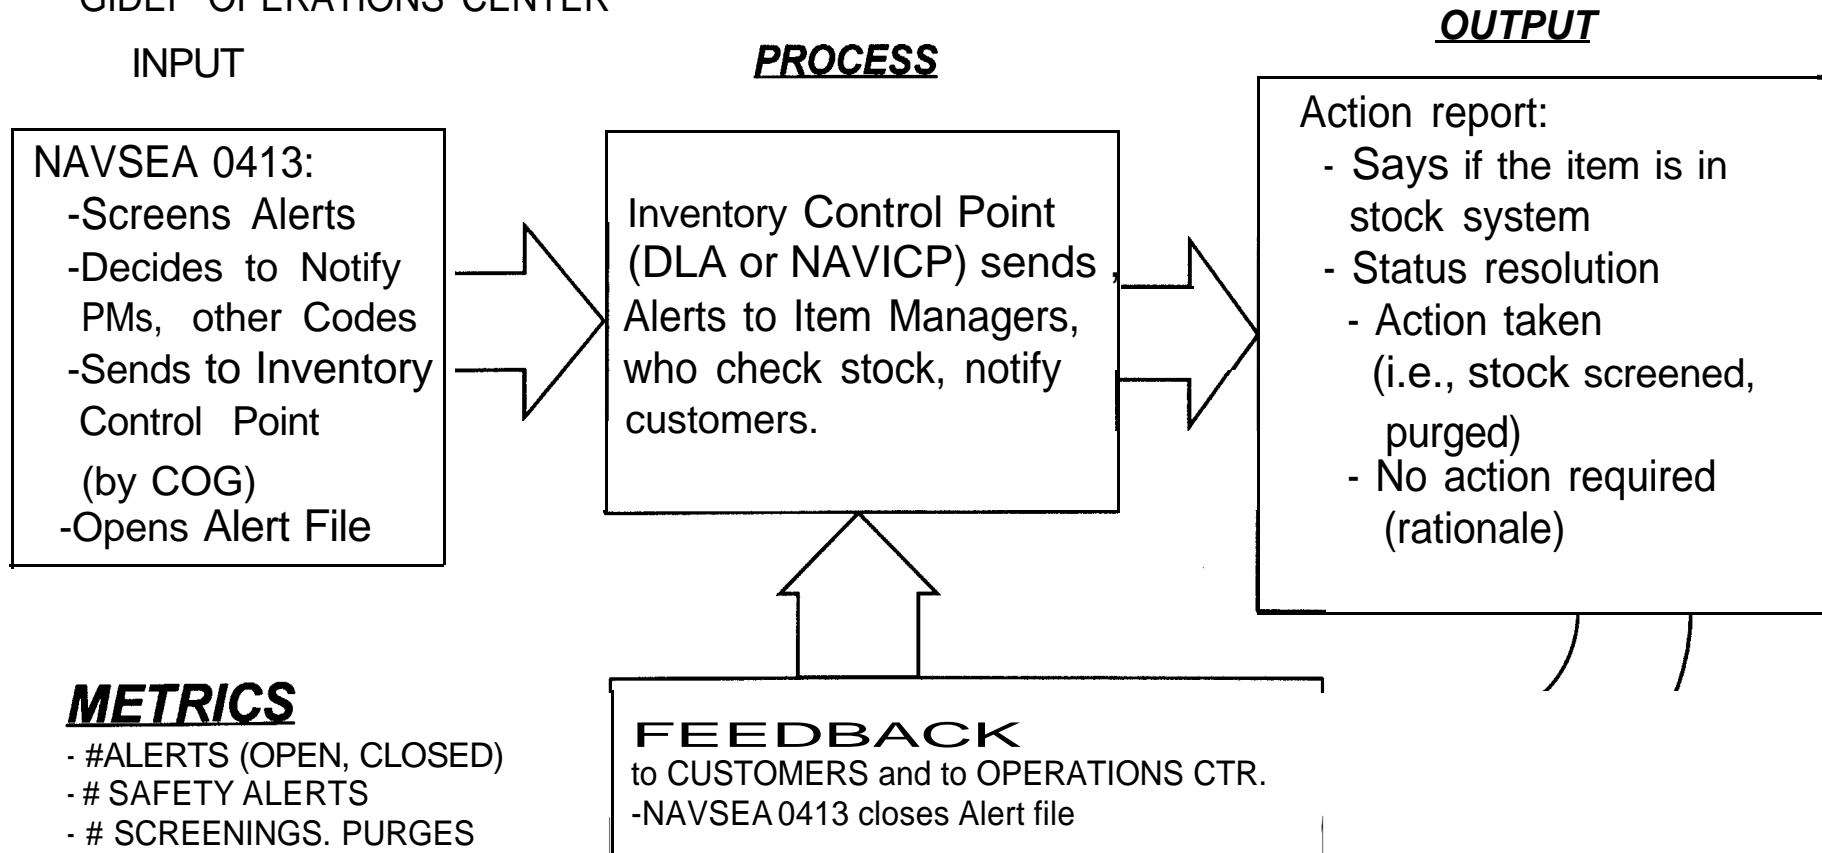 GIDEP OPERATIONS CENTER
INPUT
PROCESS
OUTPUT
NAVSEA 0413:
-Screens Alerts
-Decides to Notify
PMs, other Codes
-Sends to Inventory
Control Point
(by COG)
-Opens Alert File
Inventory Control Point
(DLA or NAVICP) sends ,
Alerts to Item Managers,
who check stock, notify
customers.
Action report:
- Says if the item is in
stock system
- Status resolution
- Action taken
(i.e., stock screened,
purged)
- No action required
(rationale)
METRICS
- #ALERTS (OPEN, CLOSED)
- # SAFETY ALERTS
- # SCREENINGS. PURGES
FEEDBACK
to CUSTOMERS and to OPERATIONS CTR.
-NAVSEA 0413 closes Alert file